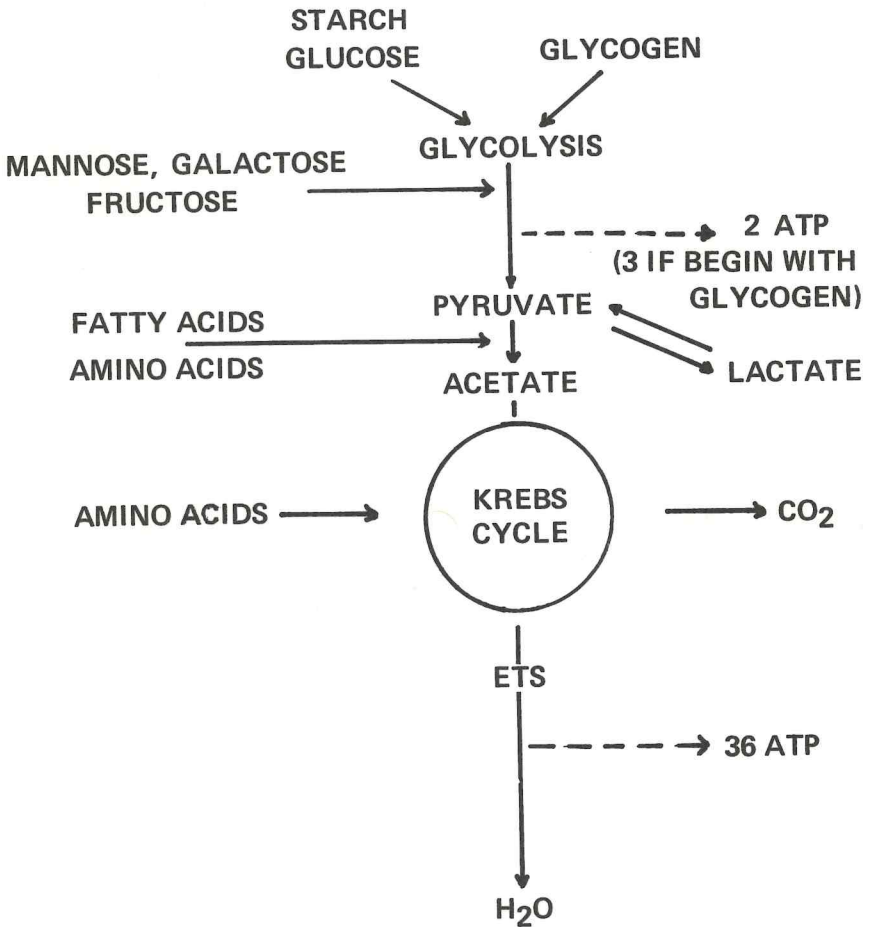 STARCH
GLUCOSE
GLYCOGEN
GLYCOLYSIS
MANNOSE, GALACTOSE
FRUCTOSE
2 ATP
(3 IF BEGIN WITH
GLYCOGEN)
PYRUVATE
FATTY ACIDS
AMINO ACIDS
LACTATE
ACETATE
KREBS
CYCLE
AMINO ACIDS
CO2
ETS
36 ATP
H2O